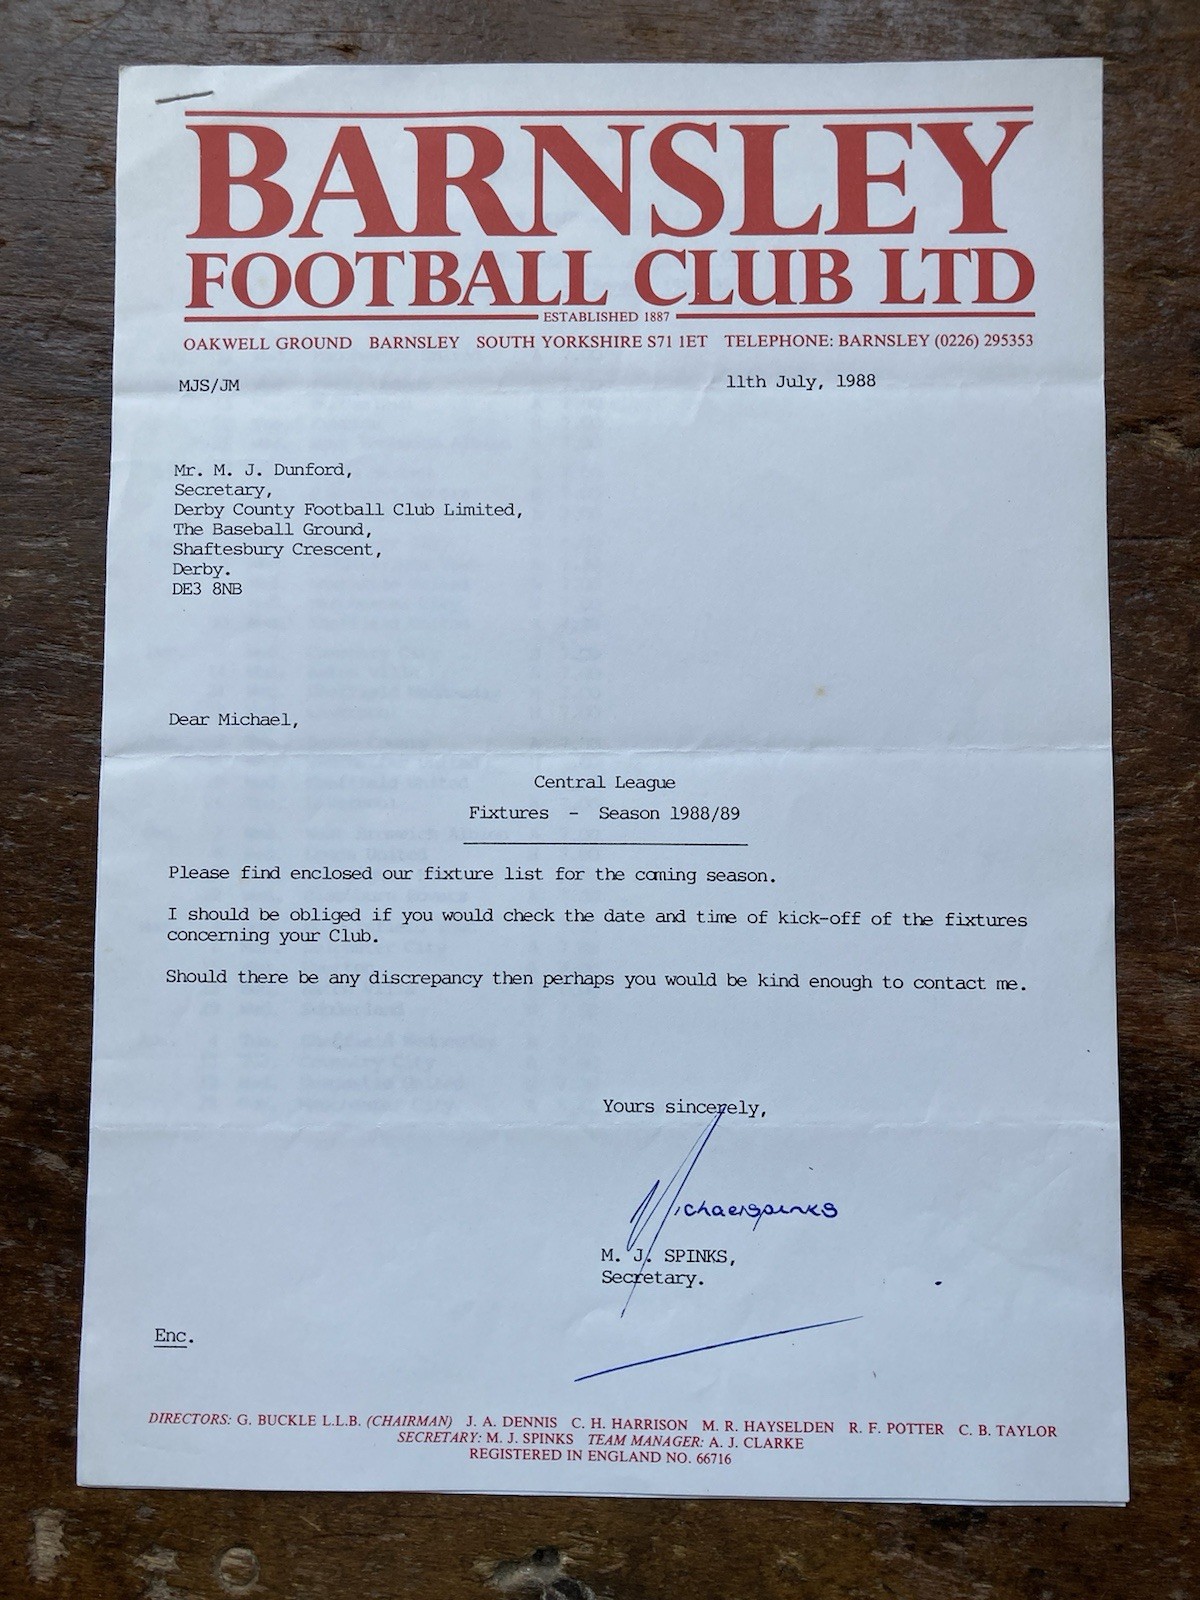 BARNSLEY
FOOTBALL CLUB LTD
ESTABLISHED 1887
OAKWELL GROUND BARNSLEY SOUTH YORKSHIRE S71 1ET TELEPHONE: BARNSLEY (0226) 295353
MJS/JM 11th July, 1988
Mr. M. J. Dunford,
Secretary,
Derby County Football Club Limited,
The Baseball Ground,
Shaftesbury Crescent,
Derby.
DE3 8NB
Dear Michael,
Central League
Fixtures - Season 1988/89
Please find enclosed our fixture list for the coming season.
I should be obliged if you would check the date and time of kick-off of the fixtures
concerning your Club.
Should there be any discrepancy then perhaps you would be kind enough to contact me.
Yours sincerely,
Michael Spinks
M. J. SPINKS,
Secretary.
Enc.
DIRECTORS: G. BUCKLE L.L.B. (CHAIRMAN) J. A. DENNIS C. H. HARRISON M. R. HAYSELDEN R. F. POTTER C. B. TAYLOR
SECRETARY: M. J. SPINKS TEAM MANAGER: A. J. CLARKE
REGISTERED IN ENGLAND NO. 66716